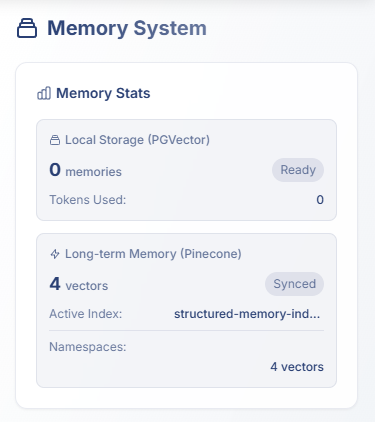 Memory System
Memory Stats
Local Storage (PGVector)
0 memories Ready
Tokens Used: 0
Long-term Memory (Pinecone)
4 vectors Synced
Active Index: structured-memory-ind...
Namespaces:
4 vectors